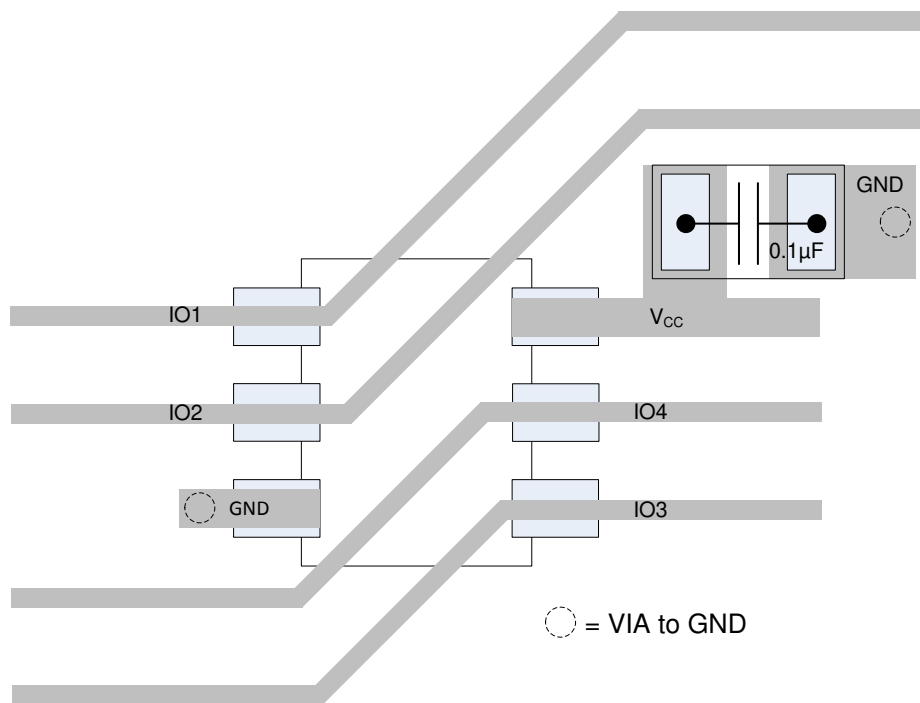 GND
0.1µF
IO1
VCC
IO2
IO4
GND
IO3
= VIA to GND